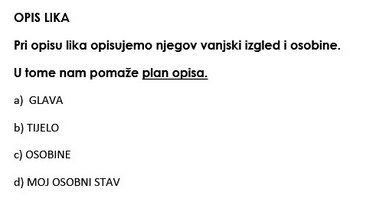 OPIS LIKA
Pri opisu lika opisujemo njegov vanjski izgled i osobine.
U tome nam pomaže plan opisa.
a) GLAVA
b) TIJELO
c) OSOBINE
d) MOJ OSOBNI STAV